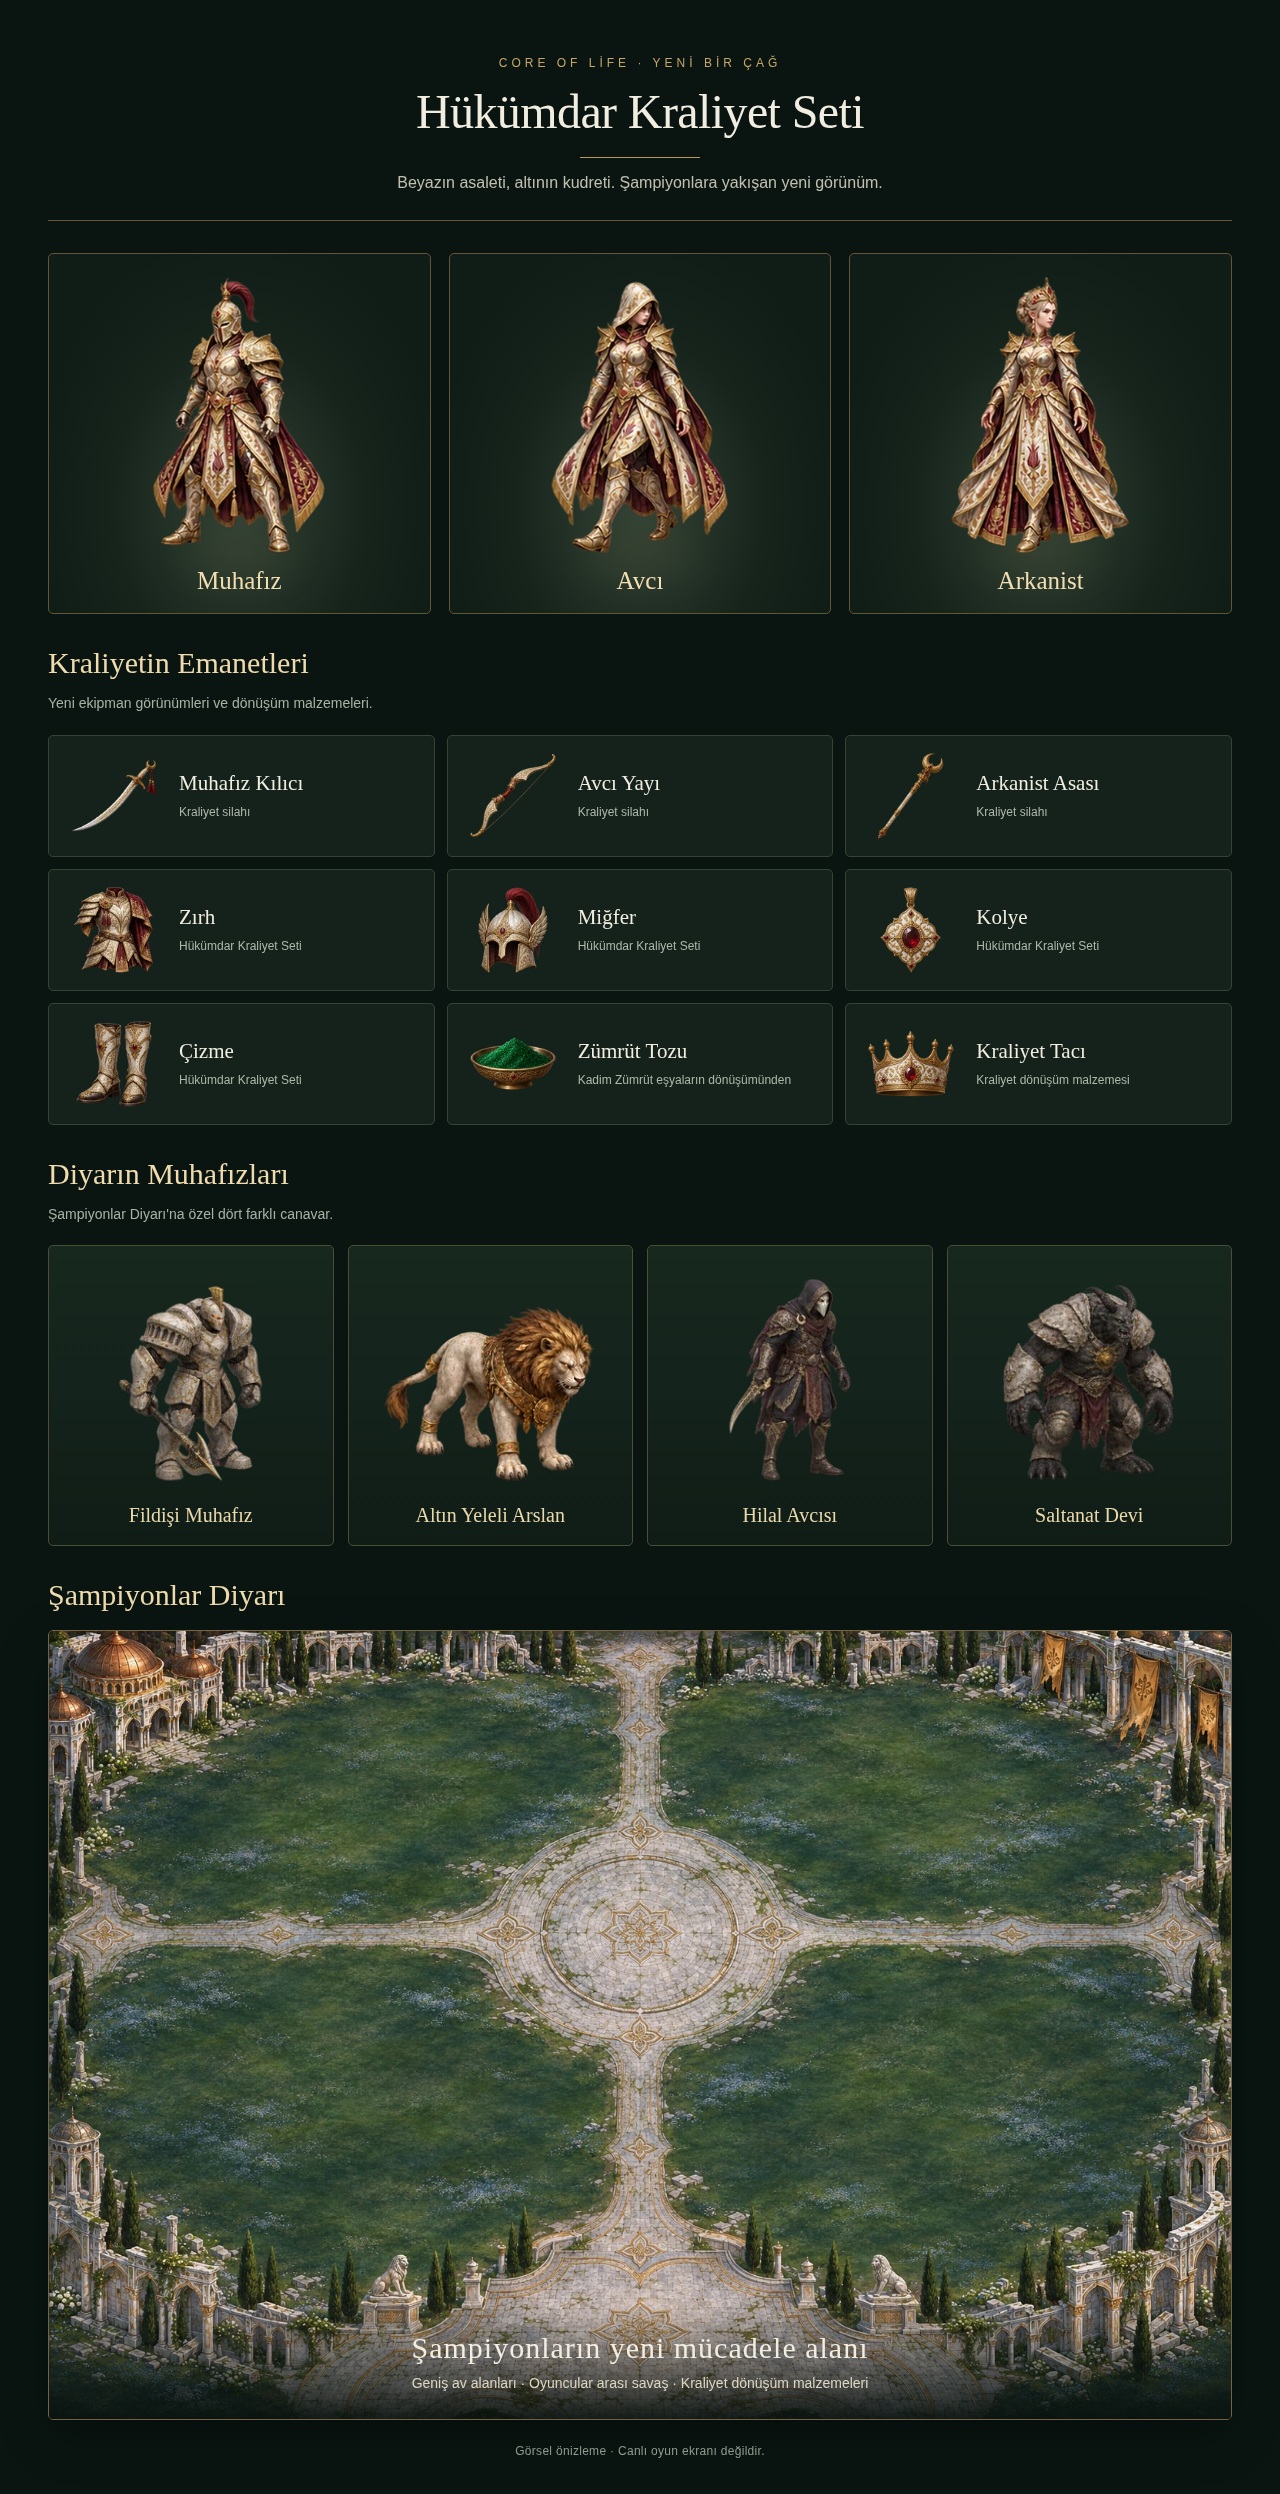 CORE OF LİFE · YENİ BİR ÇAĞ
Hükümdar Kraliyet Seti
Beyazın asaleti, altının kudreti. Şampiyonlara yakışan yeni görünüm.
Muhafız
Avcı
Arkanist
Kraliyetin Emanetleri
Yeni ekipman görünümleri ve dönüşüm malzemeleri.
Muhafız Kılıcı
Kraliyet silahı
Avcı Yayı
Kraliyet silahı
Arkanist Asası
Kraliyet silahı
Zırh
Hükümdar Kraliyet Seti
Miğfer
Hükümdar Kraliyet Seti
Kolye
Hükümdar Kraliyet Seti
Çizme
Hükümdar Kraliyet Seti
Zümrüt Tozu
Kadim Zümrüt eşyaların dönüşümünden
Kraliyet Tacı
Kraliyet dönüşüm malzemesi
Diyarın Muhafızları
Şampiyonlar Diyarı'na özel dört farklı canavar.
Fildişi Muhafız
Altın Yeleli Arslan
Hilal Avcısı
Saltanat Devi
Şampiyonlar Diyarı
Şampiyonların yeni mücadele alanı
Geniş av alanları · Oyuncular arası savaş · Kraliyet dönüşüm malzemeleri
Görsel önizleme · Canlı oyun ekranı değildir.